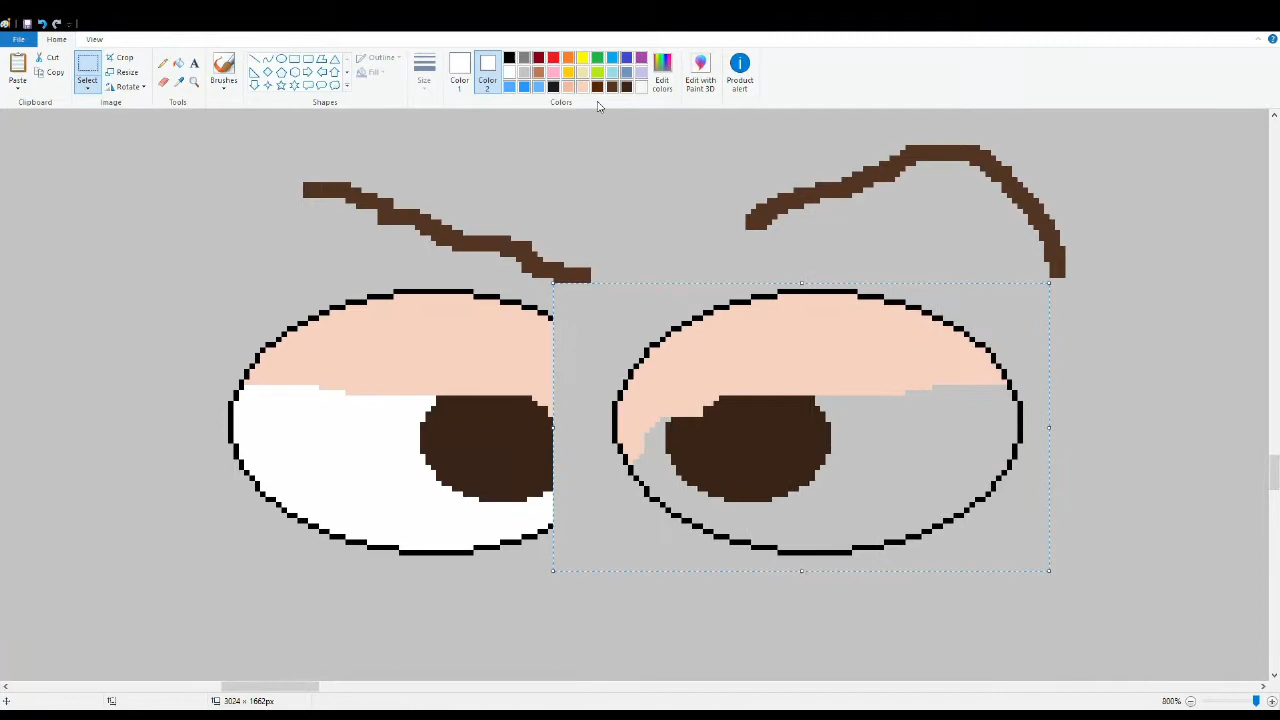 File Home View
Paste Cut Copy Clipboard
Select Crop Resize Rotate Image
Tools
Brushes
Shapes Outline Fill
Size
Color 1 Color 2 Colors
Edit colors
Edit with Paint 3D
Product alert
3024 × 1662px
800%